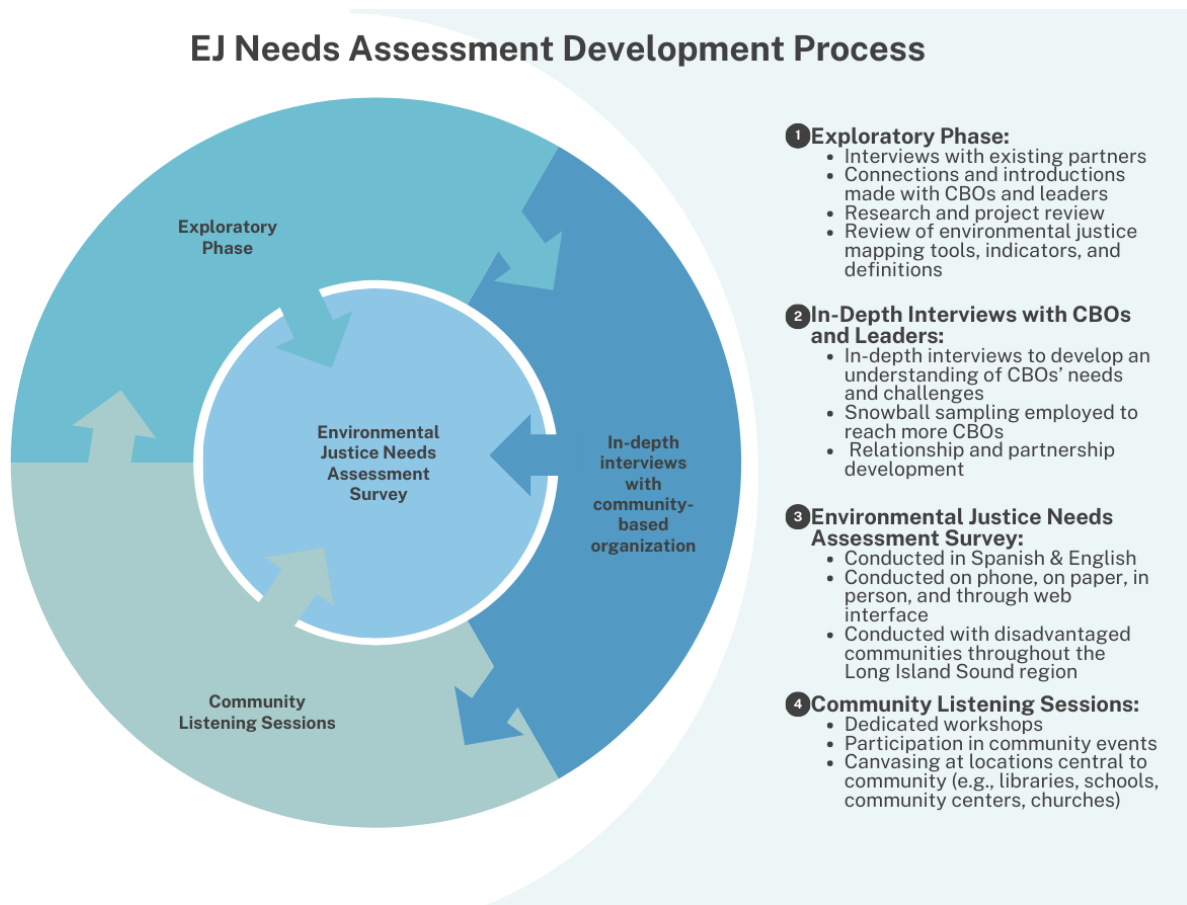 EJ Needs Assessment Development Process
Exploratory
Phase
Environmental
Justice Needs
Assessment
Survey
In-depth
interviews
with
community-
based
organization
Community
Listening Sessions
1 Exploratory Phase:
• Interviews with existing partners
• Connections and introductions
made with CBOs and leaders
• Research and project review
• Review of environmental justice
mapping tools, indicators, and
definitions
2 In-Depth Interviews with CBOs
and Leaders:
• In-depth interviews to develop an
understanding of CBOs' needs
and challenges
• Snowball sampling employed to
reach more CBOs
• Relationship and partnership
development
3 Environmental Justice Needs
Assessment Survey:
• Conducted in Spanish & English
• Conducted on phone, on paper, in
person, and through web
interface
• Conducted with disadvantaged
communities throughout the
Long Island Sound region
4 Community Listening Sessions:
• Dedicated workshops
• Participation in community events
• Canvasing at locations central to
community (e.g., libraries, schools,
community centers, churches)